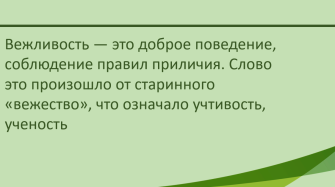 Вежливость — это доброе поведение,
соблюдение правил приличия. Слово
это произошло от старинного
«вежество», что означало учтивость,
ученость